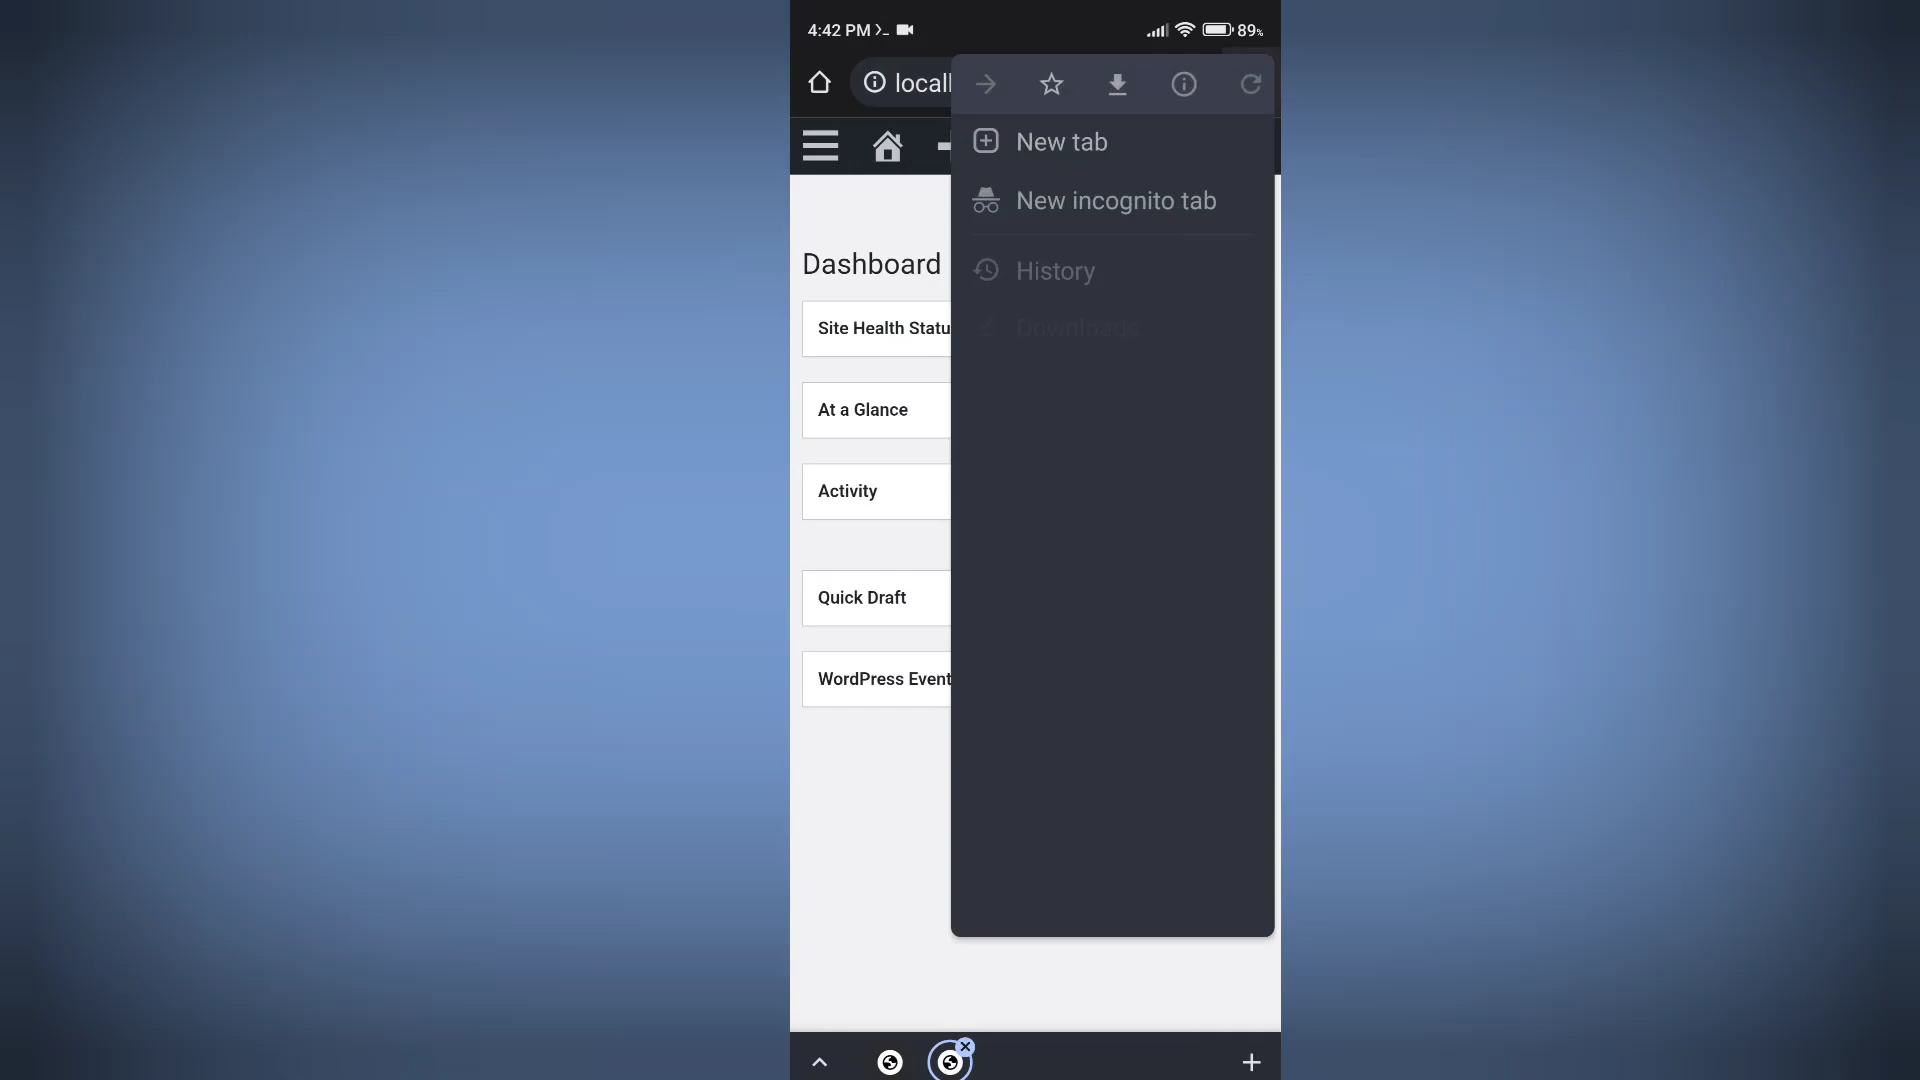 4:42 PM
89%
locall
New tab
New incognito tab
History
Downloads
Dashboard
Site Health Statu
At a Glance
Activity
Quick Draft
WordPress Event